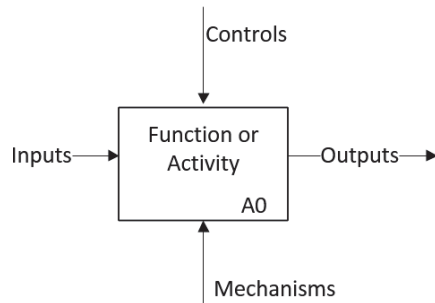 Controls
Function or
Activity
Inputs
Outputs
A0
Mechanisms